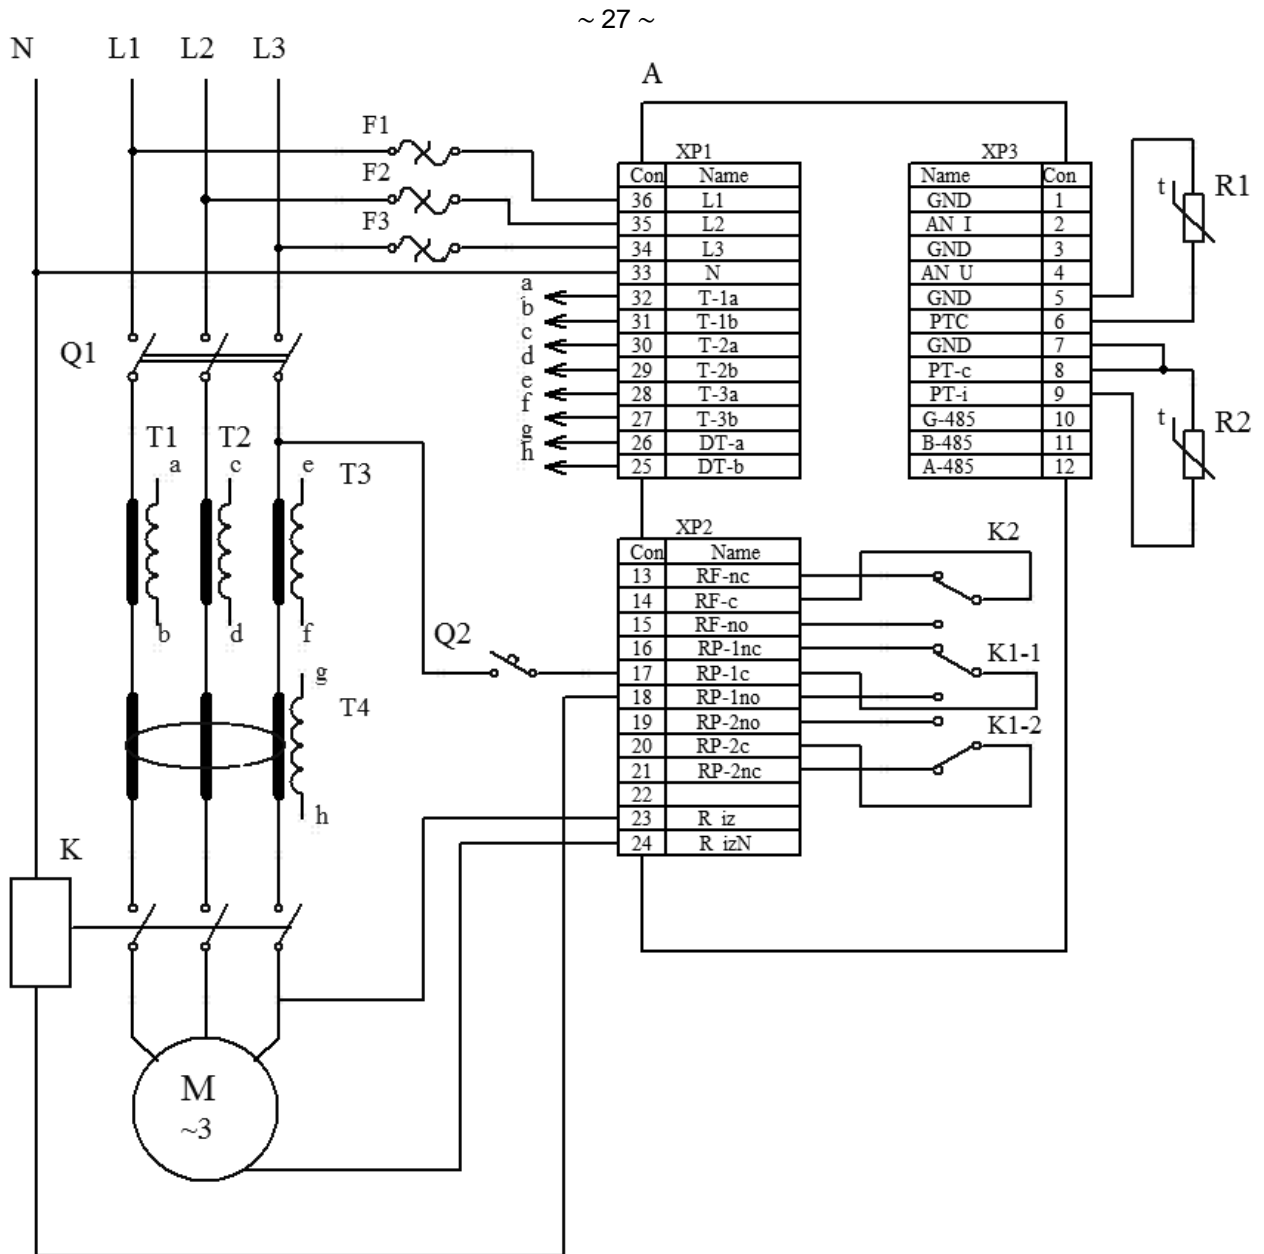 ~ 27 ~
N L1 L2 L3
A
F1
F2
F3
XP1
Con Name
36 L1
35 L2
34 L3
33 N
32 T-1a
31 T-1b
30 T-2a
29 T-2b
28 T-3a
27 T-3b
26 DT-a
25 DT-b
a
b
c
d
e
f
g
h
XP3
Name Con
GND 1
AN I 2
GND 3
AN U 4
GND 5
PTC 6
GND 7
PT-c 8
PT-i 9
G-485 10
B-485 11
A-485 12
t R1
t R2
Q1
T1 T2 T3
a c e
b d f
g
T4
h
Q2
XP2
Con Name
13 RF-nc
14 RF-c
15 RF-no
16 RP-1nc
17 RP-1c
18 RP-1no
19 RP-2no
20 RP-2c
21 RP-2nc
22
23 R iz
24 R izN
K2
K1-1
K1-2
K
M
~3